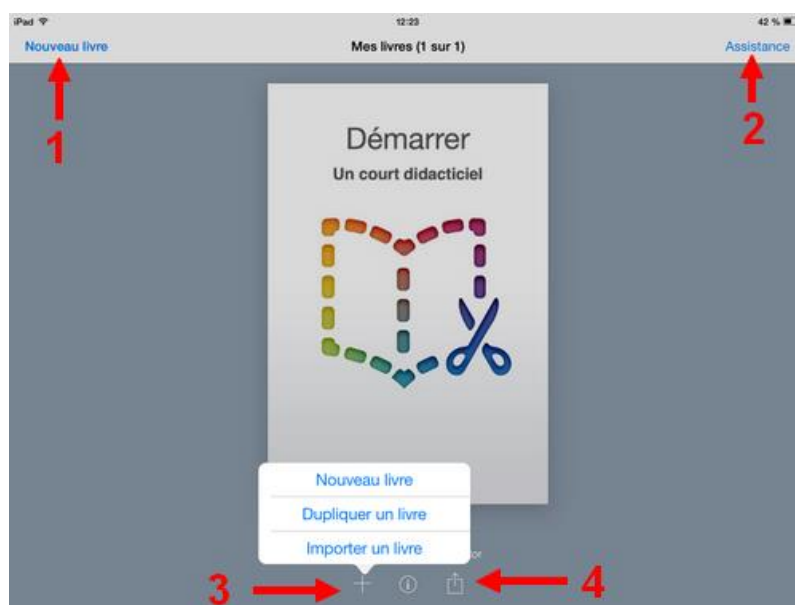 iPad 12:23 42 %
Nouveau livre Mes livres (1 sur 1) Assistance
1 2
Démarrer
Un court didacticiel
Nouveau livre
Dupliquer un livre
Importer un livre
3 4